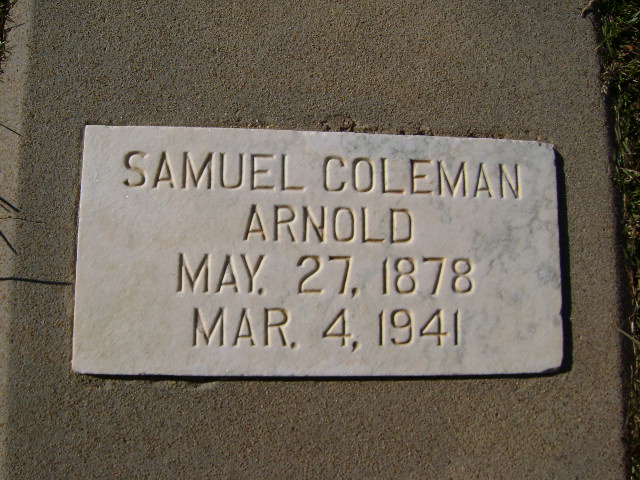 SAMUEL COLEMAN
ARNOLD
MAY. 27, 1878
MAR. 4, 1941